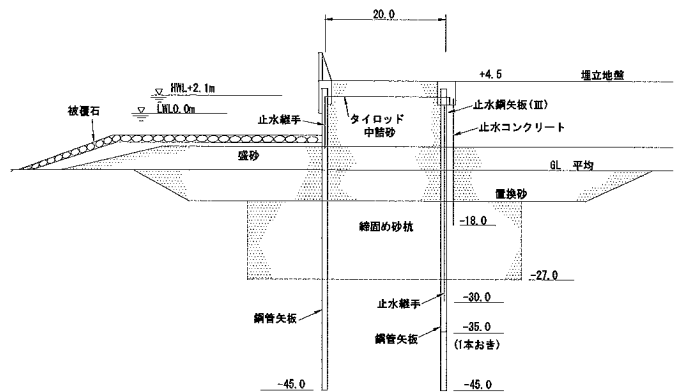 20.0
HWL+2.1m
+4.5
埋立地盤
LWL0.0m
被覆石
止水継手
タイロッド
中詰砂
止水鋼矢板(III)
止水コンクリート
盛砂
GL 平均
置換砂
締固め砂杭
-18.0
-27.0
止水継手
-30.0
鋼管矢板
鋼管矢板
-35.0
(1本おき)
-45.0
-45.0